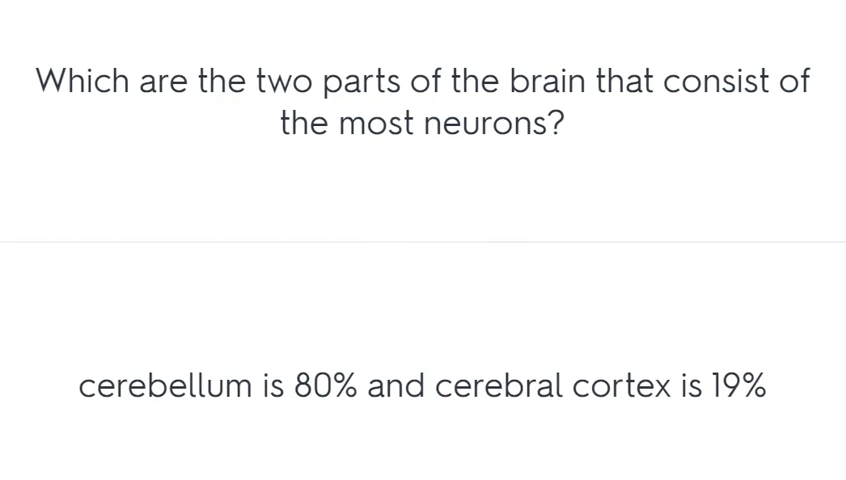 Which are the two parts of the brain that consist of
the most neurons?
cerebellum is 80% and cerebral cortex is 19%